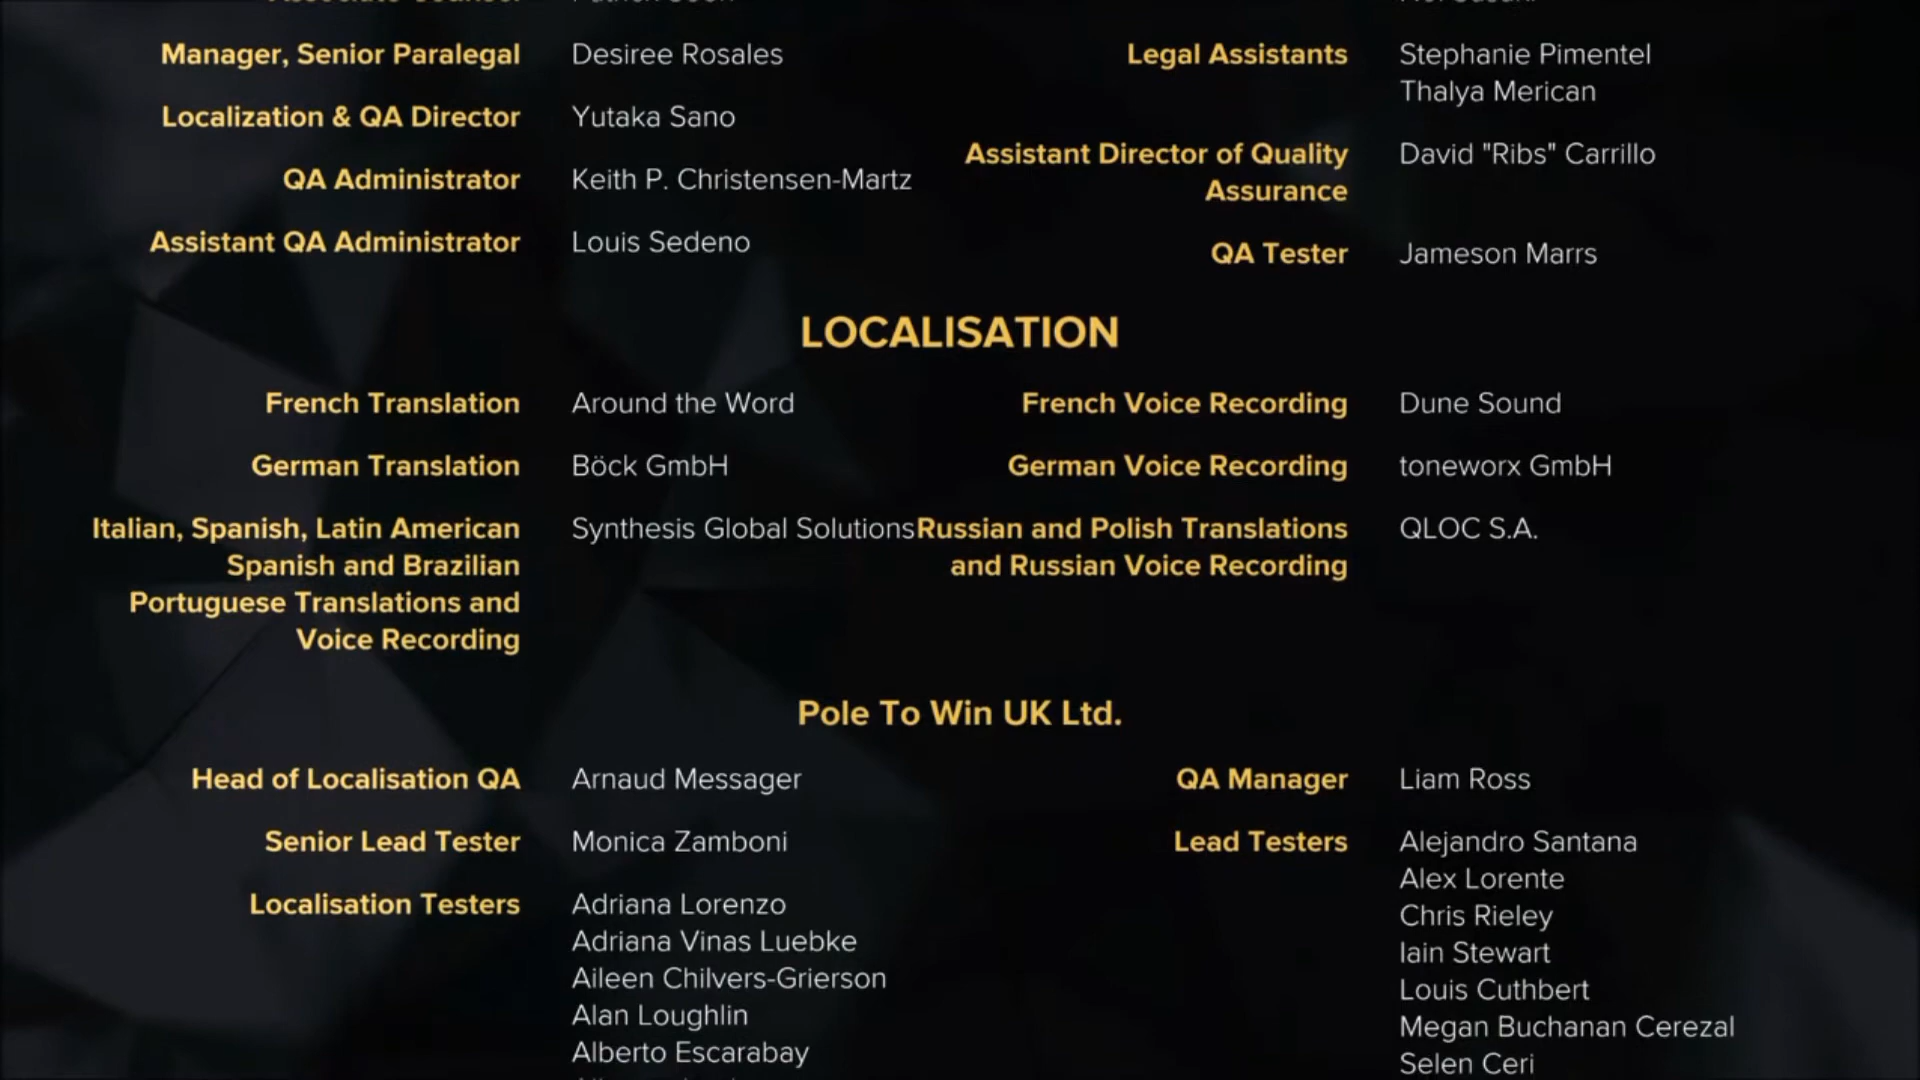 Manager, Senior Paralegal Desiree Rosales
Legal Assistants Stephanie Pimentel
Thalya Merican
Localization & QA Director Yutaka Sano
Assistant Director of Quality David "Ribs" Carrillo
Assurance
QA Administrator Keith P. Christensen-Martz
Assistant QA Administrator Louis Sedeno
QA Tester Jameson Marrs
LOCALISATION
French Translation Around the Word
French Voice Recording Dune Sound
German Translation Böck GmbH
German Voice Recording toneworx GmbH
Italian, Spanish, Latin American Synthesis Global Solutions
Spanish and Brazilian
Portuguese Translations and
Voice Recording
Russian and Polish Translations QLOC S.A.
and Russian Voice Recording
Pole To Win UK Ltd.
Head of Localisation QA Arnaud Messager
QA Manager Liam Ross
Senior Lead Tester Monica Zamboni
Lead Testers Alejandro Santana
Alex Lorente
Chris Rieley
Iain Stewart
Louis Cuthbert
Megan Buchanan Cerezal
Selen Ceri
Localisation Testers Adriana Lorenzo
Adriana Vinas Luebke
Aileen Chilvers-Grierson
Alan Loughlin
Alberto Escarabay